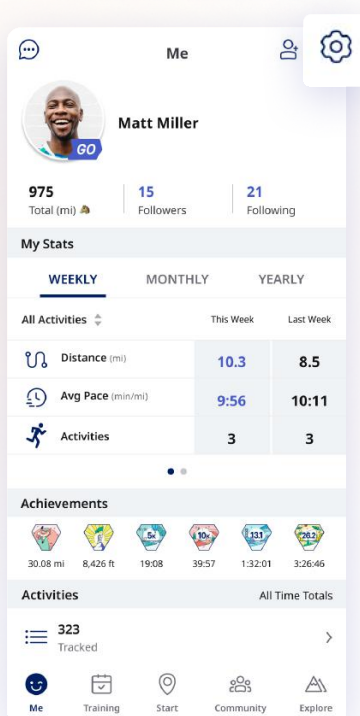 Me
GO
Matt Miller
975 15 21
Total (mi) Followers Following
My Stats
WEEKLY MONTHLY YEARLY
All Activities This Week Last Week
Distance (mi) 10.3 8.5
Avg Pace (min/mi) 9:56 10:11
Activities 3 3
Achievements
5K 10K 13.1 26.2
30.08 mi 8,426 ft 19:08 39:57 1:32:01 3:26:46
Activities All Time Totals
323
Tracked
Me Training Start Community Explore